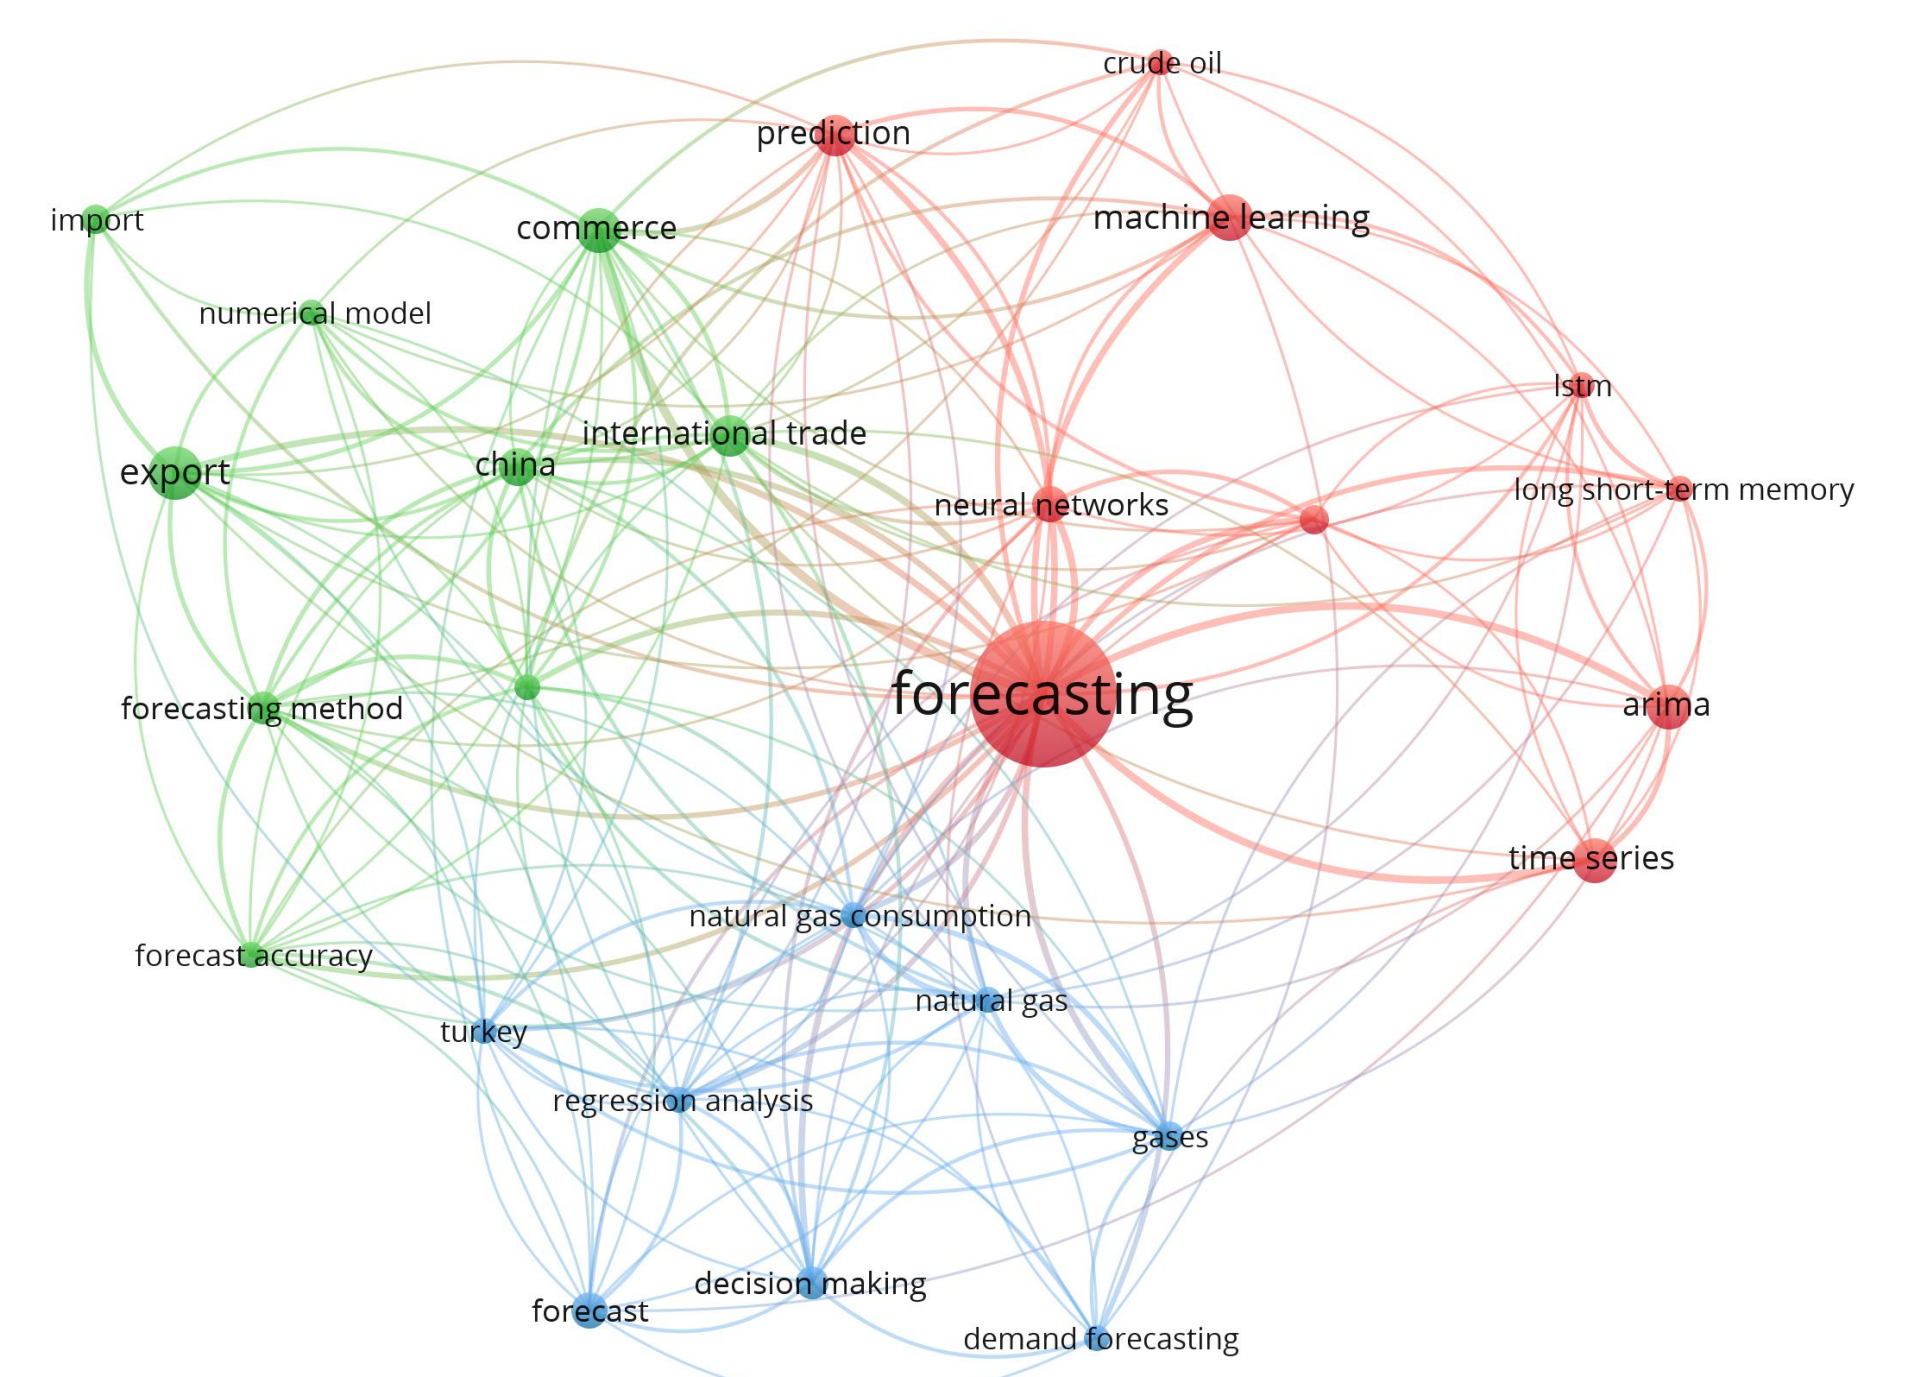 crude oil
prediction
machine learning
import
commerce
numerical model
lstm
international trade
china
export
long short-term memory
neural networks
forecasting
arima
forecasting method
time series
natural gas consumption
forecast accuracy
natural gas
turkey
regression analysis
gases
decision making
forecast
demand forecasting